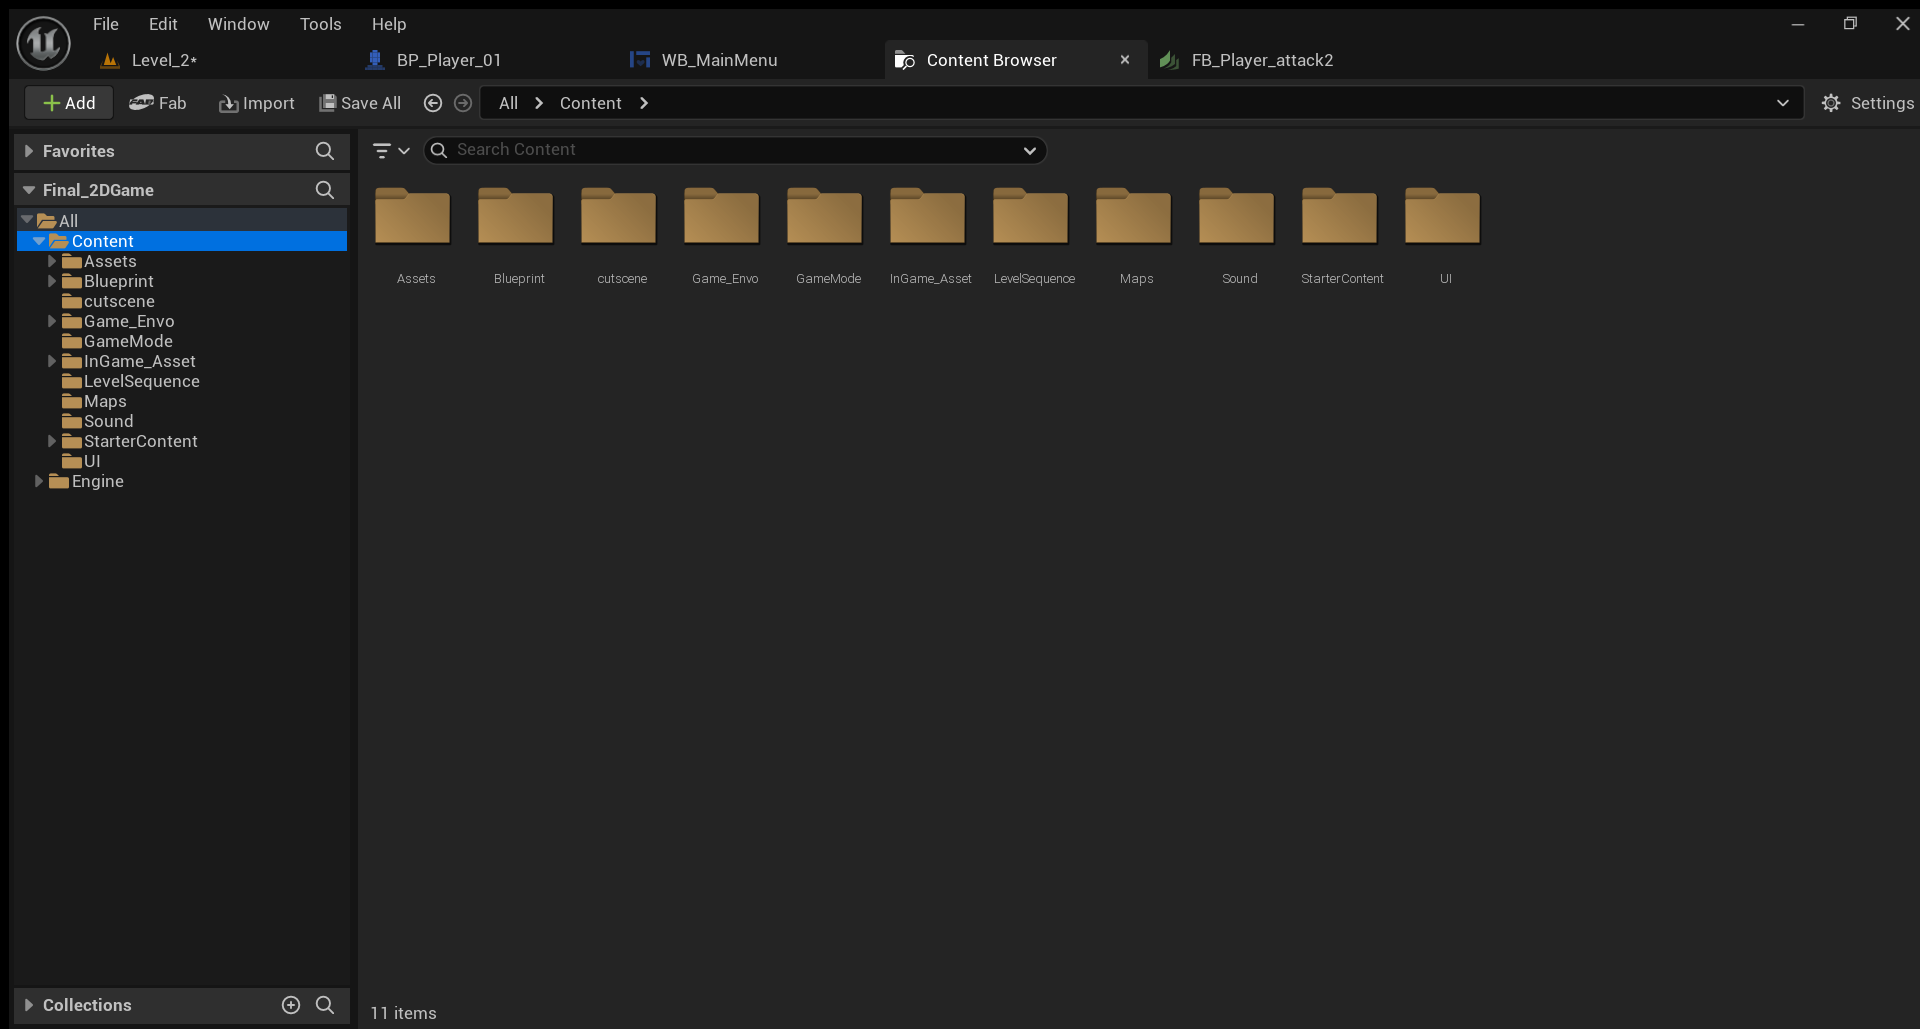 File Edit Window Tools Help
Level_2* BP_Player_01 WB_MainMenu Content Browser FB_Player_attack2
Add Fab Import Save All All Content Settings
Favorites
Search Content
Final_2DGame
All
Content
Assets
Blueprint
cutscene
Game_Envo
GameMode
InGame_Asset
LevelSequence
Maps
Sound
StarterContent
UI
Engine
Assets Blueprint cutscene Game_Envo GameMode InGame_Asset LevelSequence Maps Sound StarterContent UI
Collections
11 items